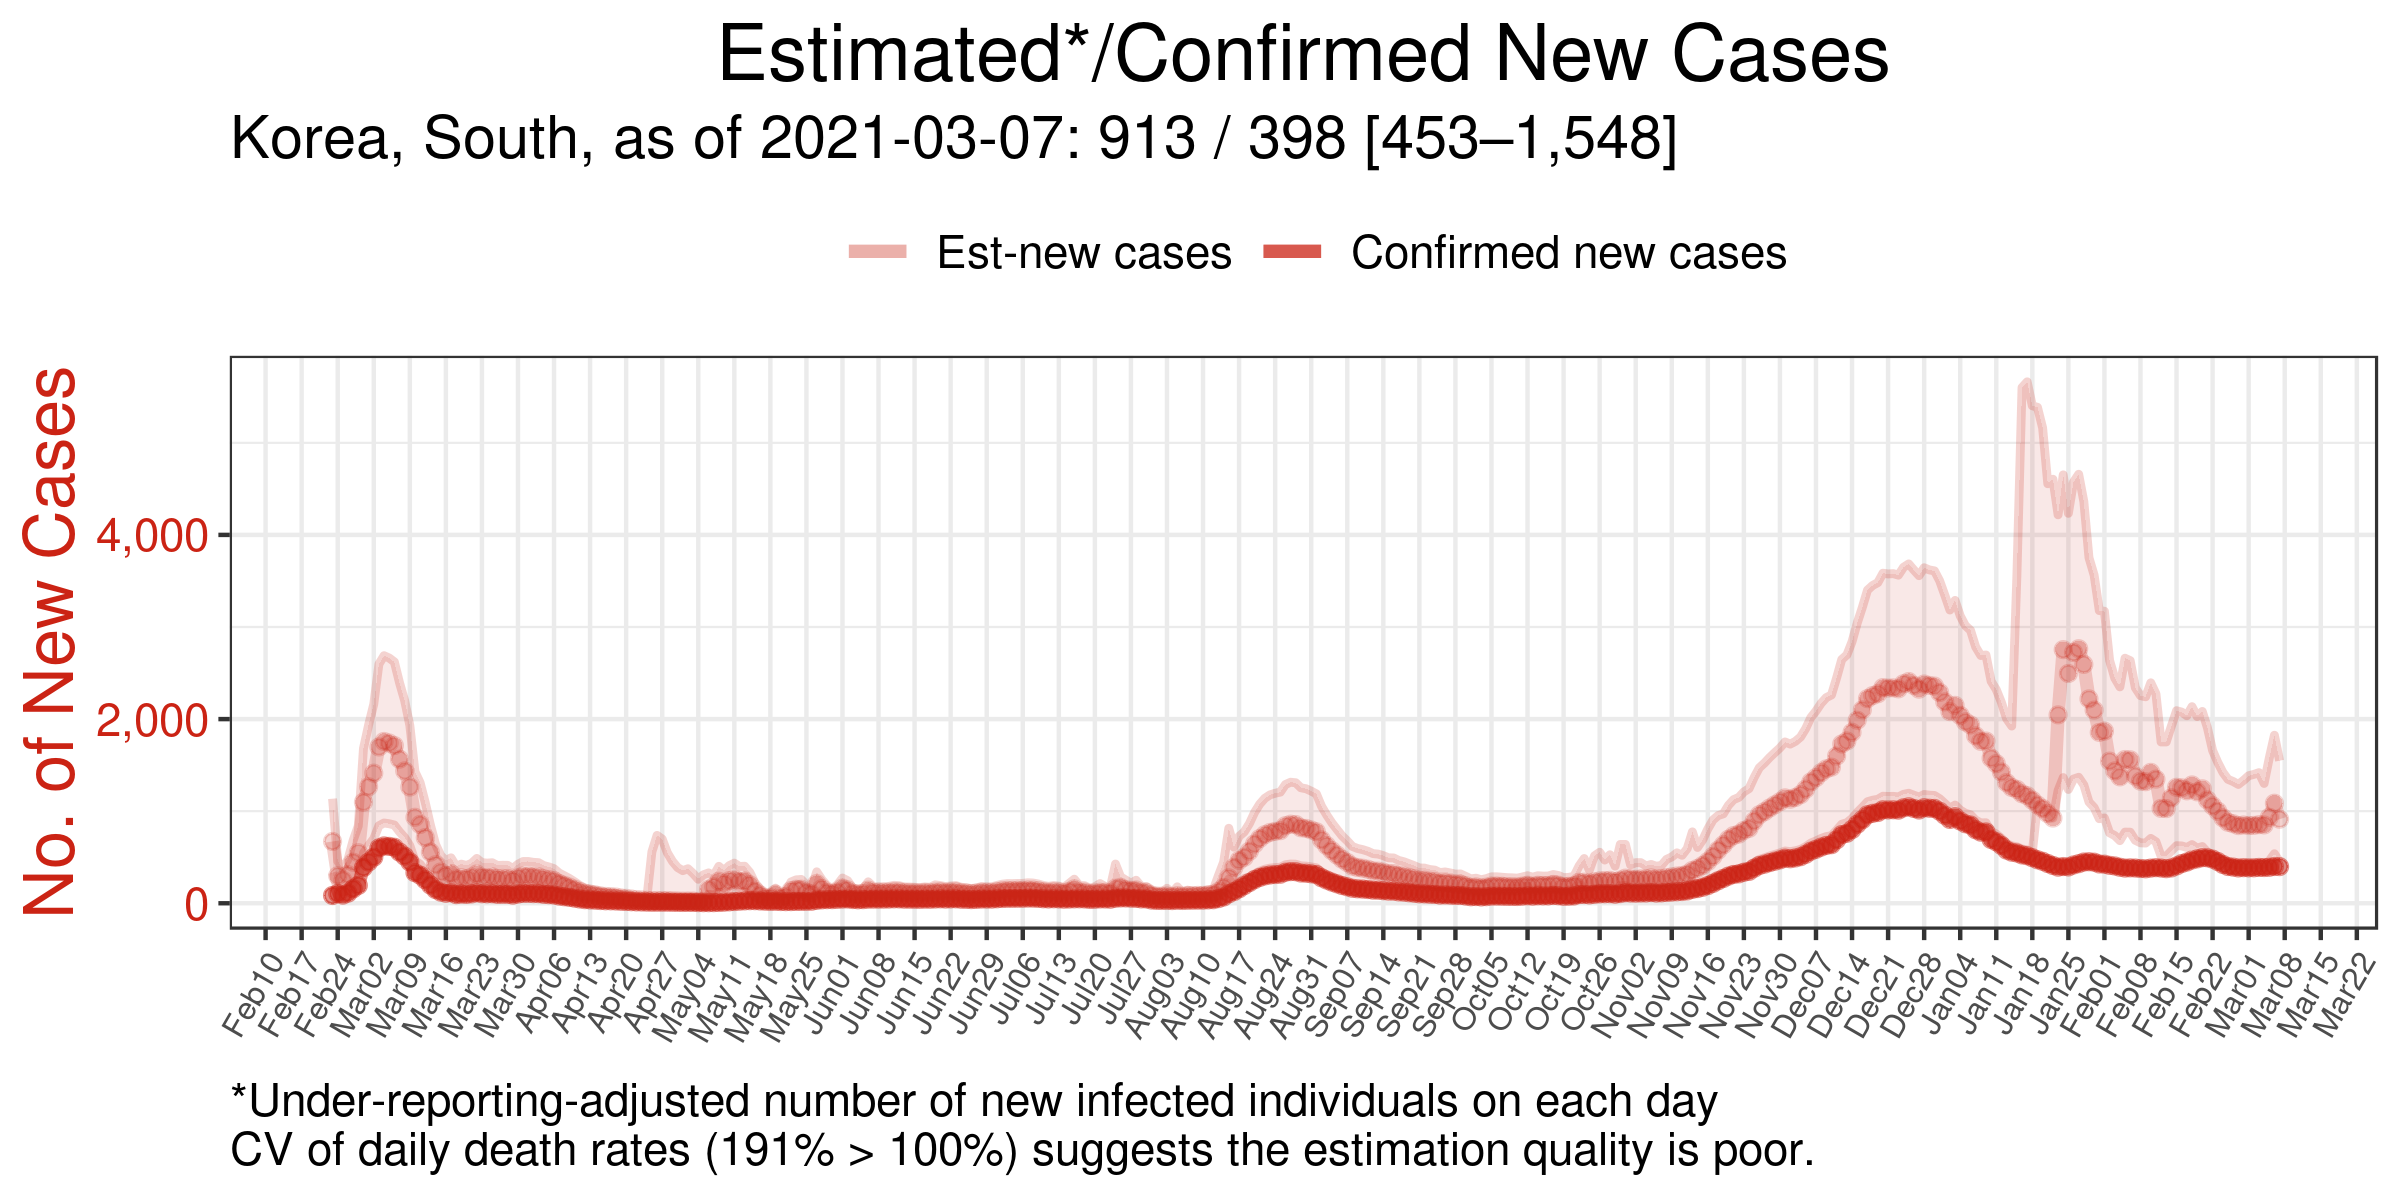 Estimated*/Confirmed New Cases
Korea, South, as of 2021-03-07: 913 / 398 [453–1,548]
Est-new cases Confirmed new cases
No. of New Cases
4,000
2,000
0
Feb10 Feb17 Feb24 Mar02 Mar09 Mar16 Mar23 Mar30 Apr06 Apr13 Apr20 Apr27 May04 May11 May18 May25 Jun01 Jun08 Jun15 Jun22 Jun29 Jul06 Jul13 Jul20 Jul27 Aug03 Aug10 Aug17 Aug24 Aug31 Sep07 Sep14 Sep21 Sep28 Oct05 Oct12 Oct19 Oct26 Nov02 Nov09 Nov16 Nov23 Nov30 Dec07 Dec14 Dec21 Dec28 Jan04 Jan11 Jan18 Jan25 Feb01 Feb08 Feb15 Feb22 Mar01 Mar08 Mar15 Mar22
*Under-reporting-adjusted number of new infected individuals on each day
CV of daily death rates (191% > 100%) suggests the estimation quality is poor.